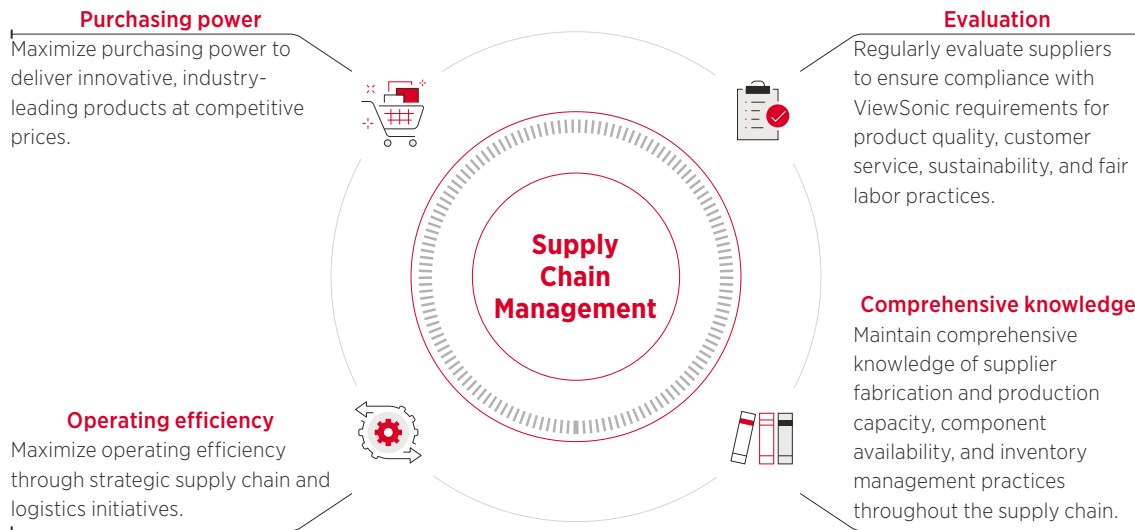 Purchasing power
Maximize purchasing power to
deliver innovative, industry-
leading products at competitive
prices.
Evaluation
Regularly evaluate suppliers
to ensure compliance with
ViewSonic requirements for
product quality, customer
service, sustainability, and fair
labor practices.
Supply
Chain
Management
Operating efficiency
Maximize operating efficiency
through strategic supply chain and
logistics initiatives.
Comprehensive knowledge
Maintain comprehensive
knowledge of supplier
fabrication and production
capacity, component
availability, and inventory
management practices
throughout the supply chain.